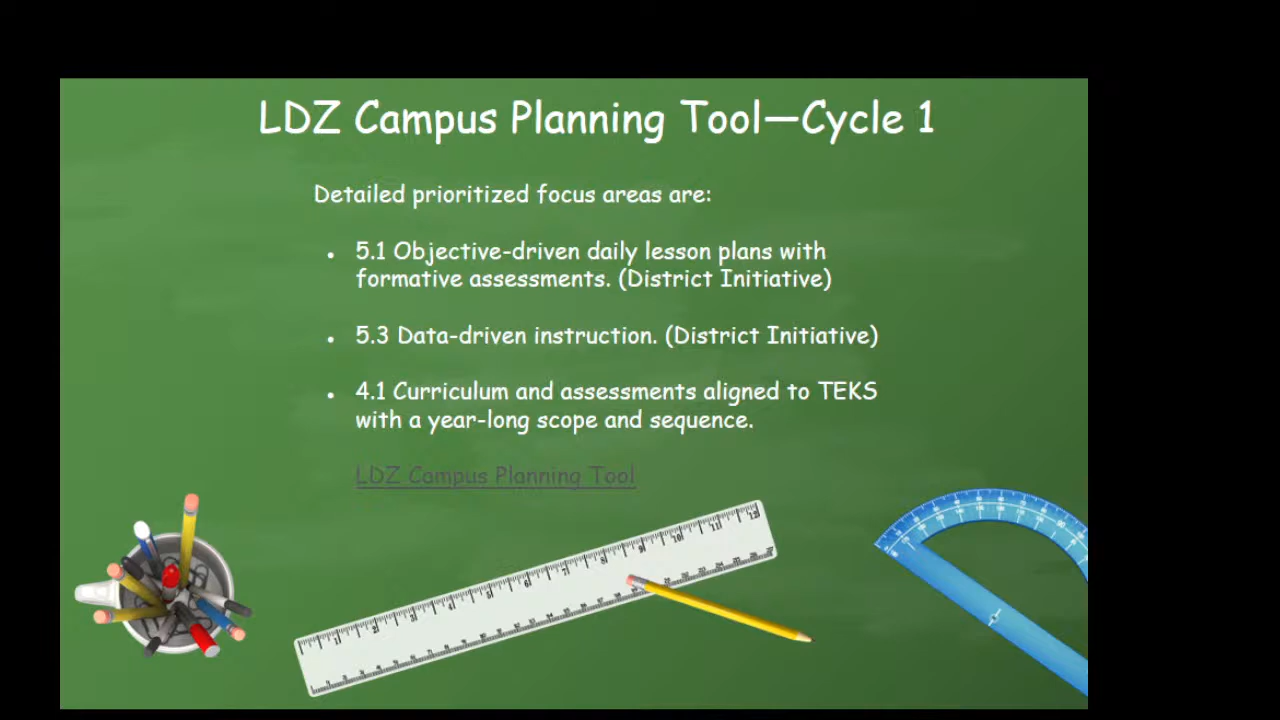 LDZ Campus Planning Tool—Cycle 1
Detailed prioritized focus areas are:
• 5.1 Objective-driven daily lesson plans with
formative assessments. (District Initiative)
• 5.3 Data-driven instruction. (District Initiative)
• 4.1 Curriculum and assessments aligned to TEKS
with a year-long scope and sequence.
LDZ Campus Planning Tool